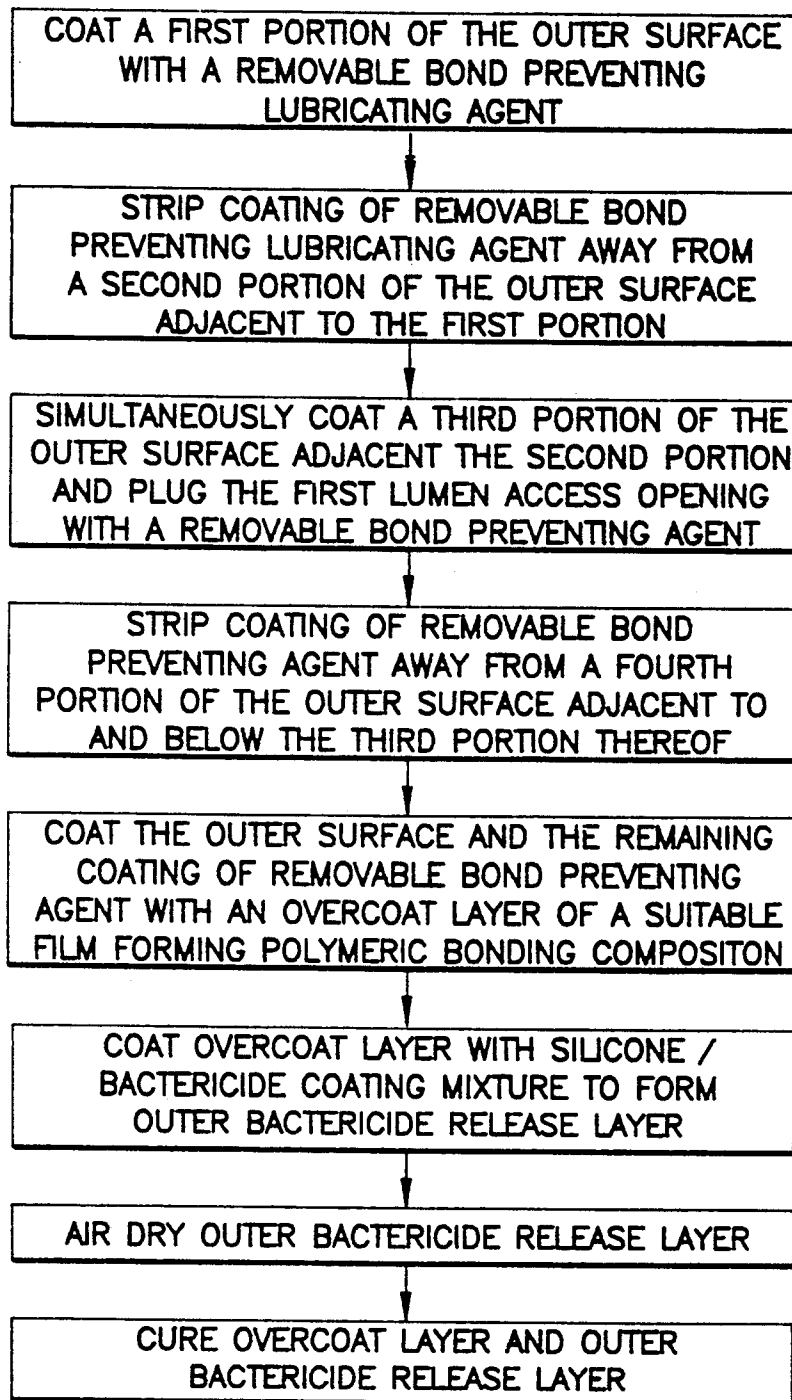 COAT A FIRST PORTION OF THE OUTER SURFACE
WITH A REMOVABLE BOND PREVENTING
LUBRICATING AGENT
STRIP COATING OF REMOVABLE BOND
PREVENTING LUBRICATING AGENT AWAY FROM
A SECOND PORTION OF THE OUTER SURFACE
ADJACENT TO THE FIRST PORTION
SIMULTANEOUSLY COAT A THIRD PORTION OF THE
OUTER SURFACE ADJACENT THE SECOND PORTION
AND PLUG THE FIRST LUMEN ACCESS OPENING
WITH A REMOVABLE BOND PREVENTING AGENT
STRIP COATING OF REMOVABLE BOND
PREVENTING AGENT AWAY FROM A FOURTH
PORTION OF THE OUTER SURFACE ADJACENT TO
AND BELOW THE THIRD PORTION THEREOF
COAT THE OUTER SURFACE AND THE REMAINING
COATING OF REMOVABLE BOND PREVENTING
AGENT WITH AN OVERCOAT LAYER OF A SUITABLE
FILM FORMING POLYMERIC BONDING COMPOSITON
COAT OVERCOAT LAYER WITH SILICONE /
BACTERICIDE COATING MIXTURE TO FORM
OUTER BACTERICIDE RELEASE LAYER
AIR DRY OUTER BACTERICIDE RELEASE LAYER
CURE OVERCOAT LAYER AND OUTER
BACTERICIDE RELEASE LAYER